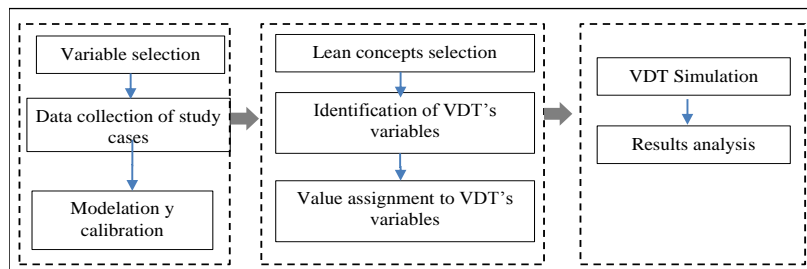 Variable selection
Data collection of study
cases
Modelation y
calibration
Lean concepts selection
Identification of VDT's
variables
Value assignment to VDT's
variables
VDT Simulation
Results analysis